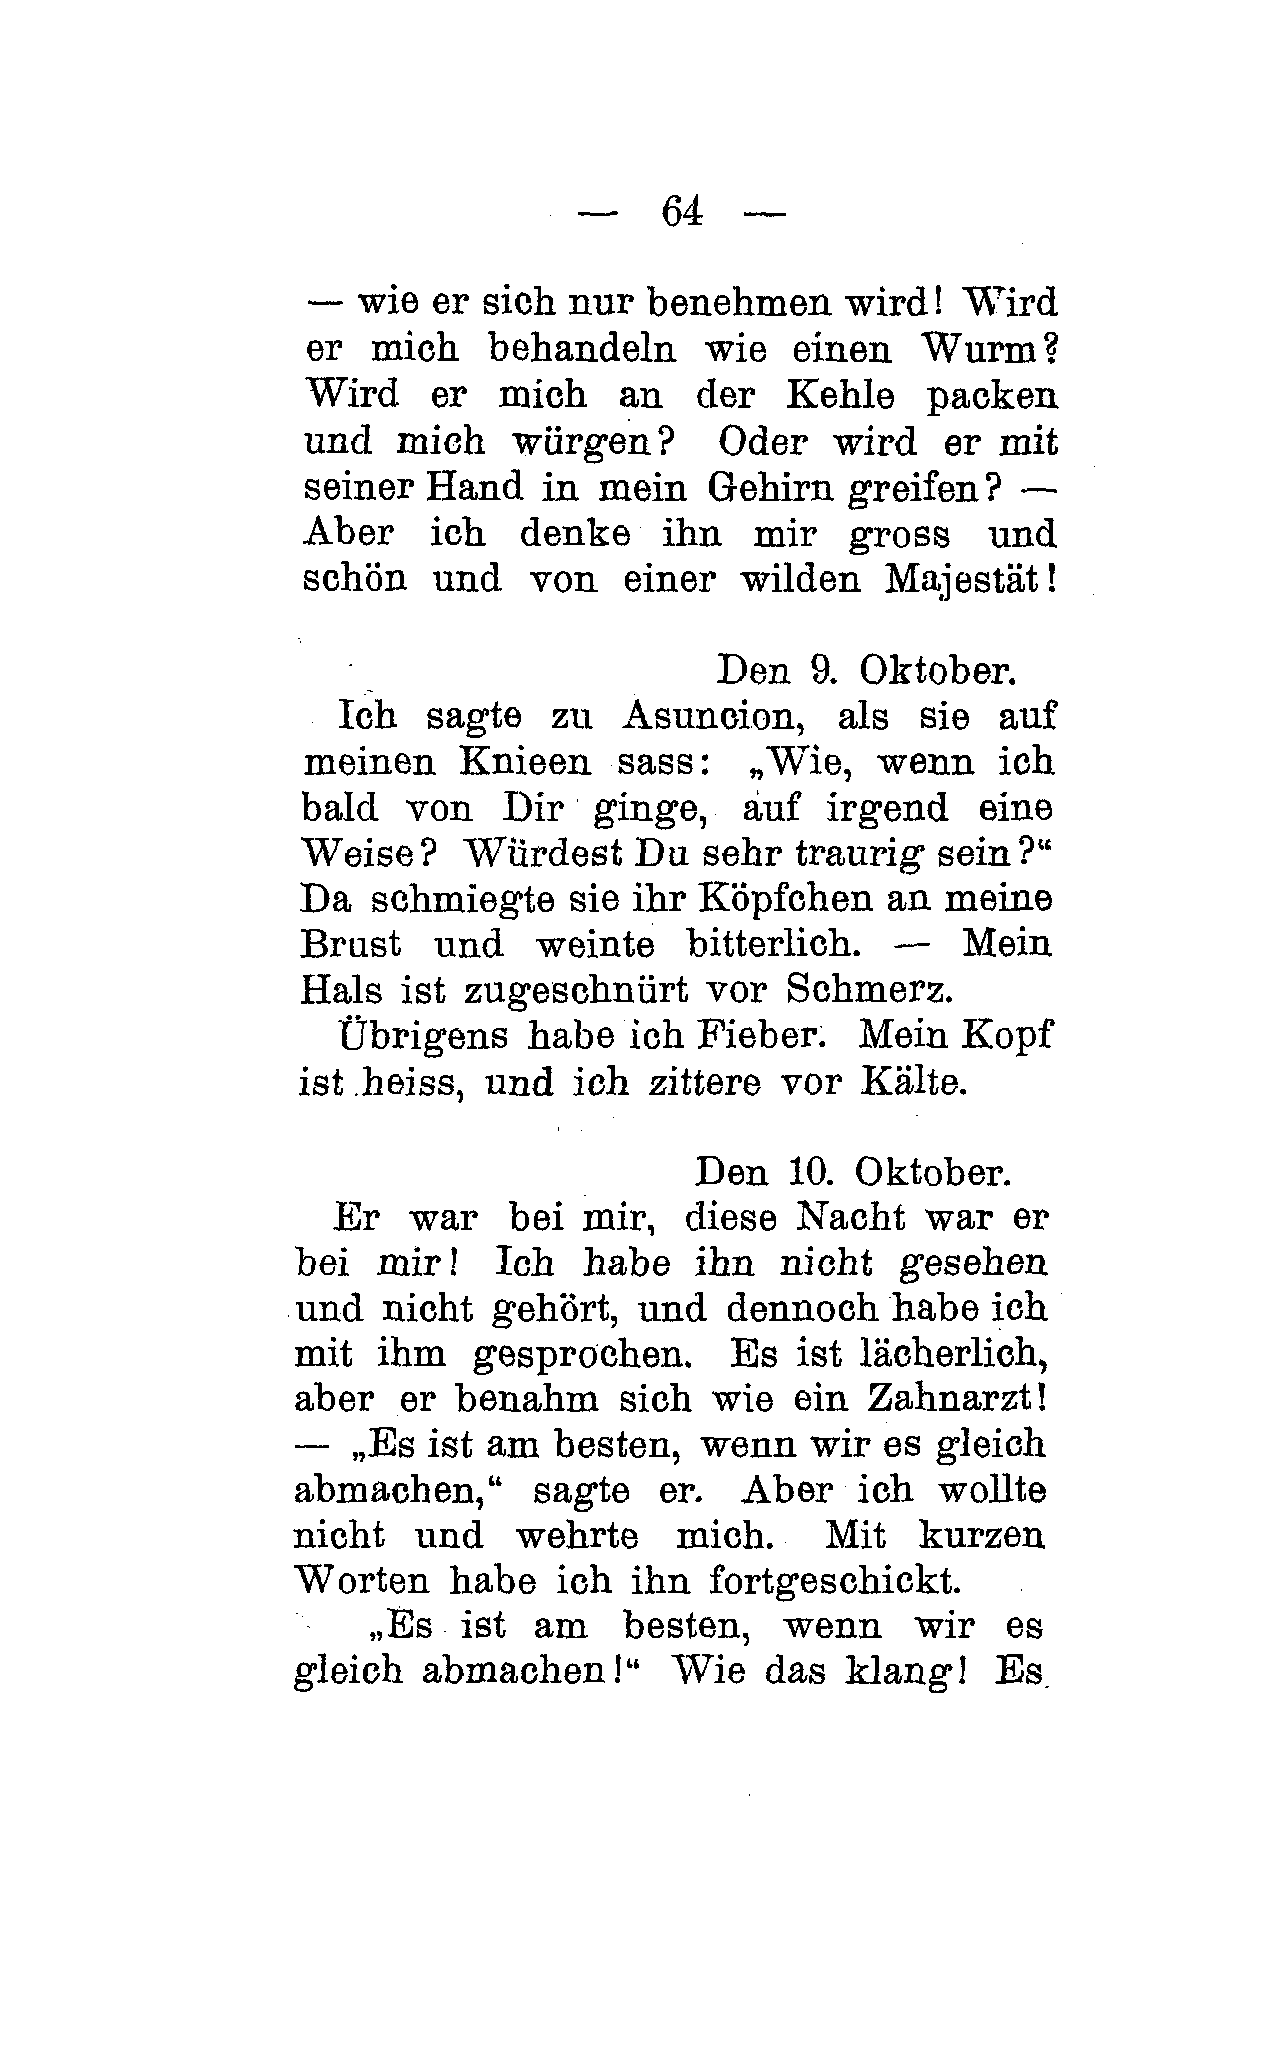 — 64 —
— wie er sich nur benehmen wird! Wird
er mich behandeln wie einen Wurm?
Wird er mich an der Kehle packen
und mich würgen? Oder wird er mit
seiner Hand in mein Gehirn greifen? —
Aber ich denke ihn mir gross und
schön und von einer wilden Majestät!
Den 9. Oktober.
Ich sagte zu Asuncion, als sie auf
meinen Knieen sass: „Wie, wenn ich
bald von Dir ginge, auf irgend eine
Weise? Würdest Du sehr traurig sein?“
Da schmiegte sie ihr Köpfchen an meine
Brust und weinte bitterlich. — Mein
Hals ist zugeschnürt vor Schmerz.
Übrigens habe ich Fieber. Mein Kopf
ist heiss, und ich zittere vor Kälte.
Den 10. Oktober.
Er war bei mir, diese Nacht war er
bei mir! Ich habe ihn nicht gesehen
und nicht gehört, und dennoch habe ich
mit ihm gesprochen. Es ist lächerlich,
aber er benahm sich wie ein Zahnarzt!
— „Es ist am besten, wenn wir es gleich
abmachen,“ sagte er. Aber ich wollte
nicht und wehrte mich. Mit kurzen
Worten habe ich ihn fortgeschickt.
„Es ist am besten, wenn wir es
gleich abmachen!“ Wie das klang! Es